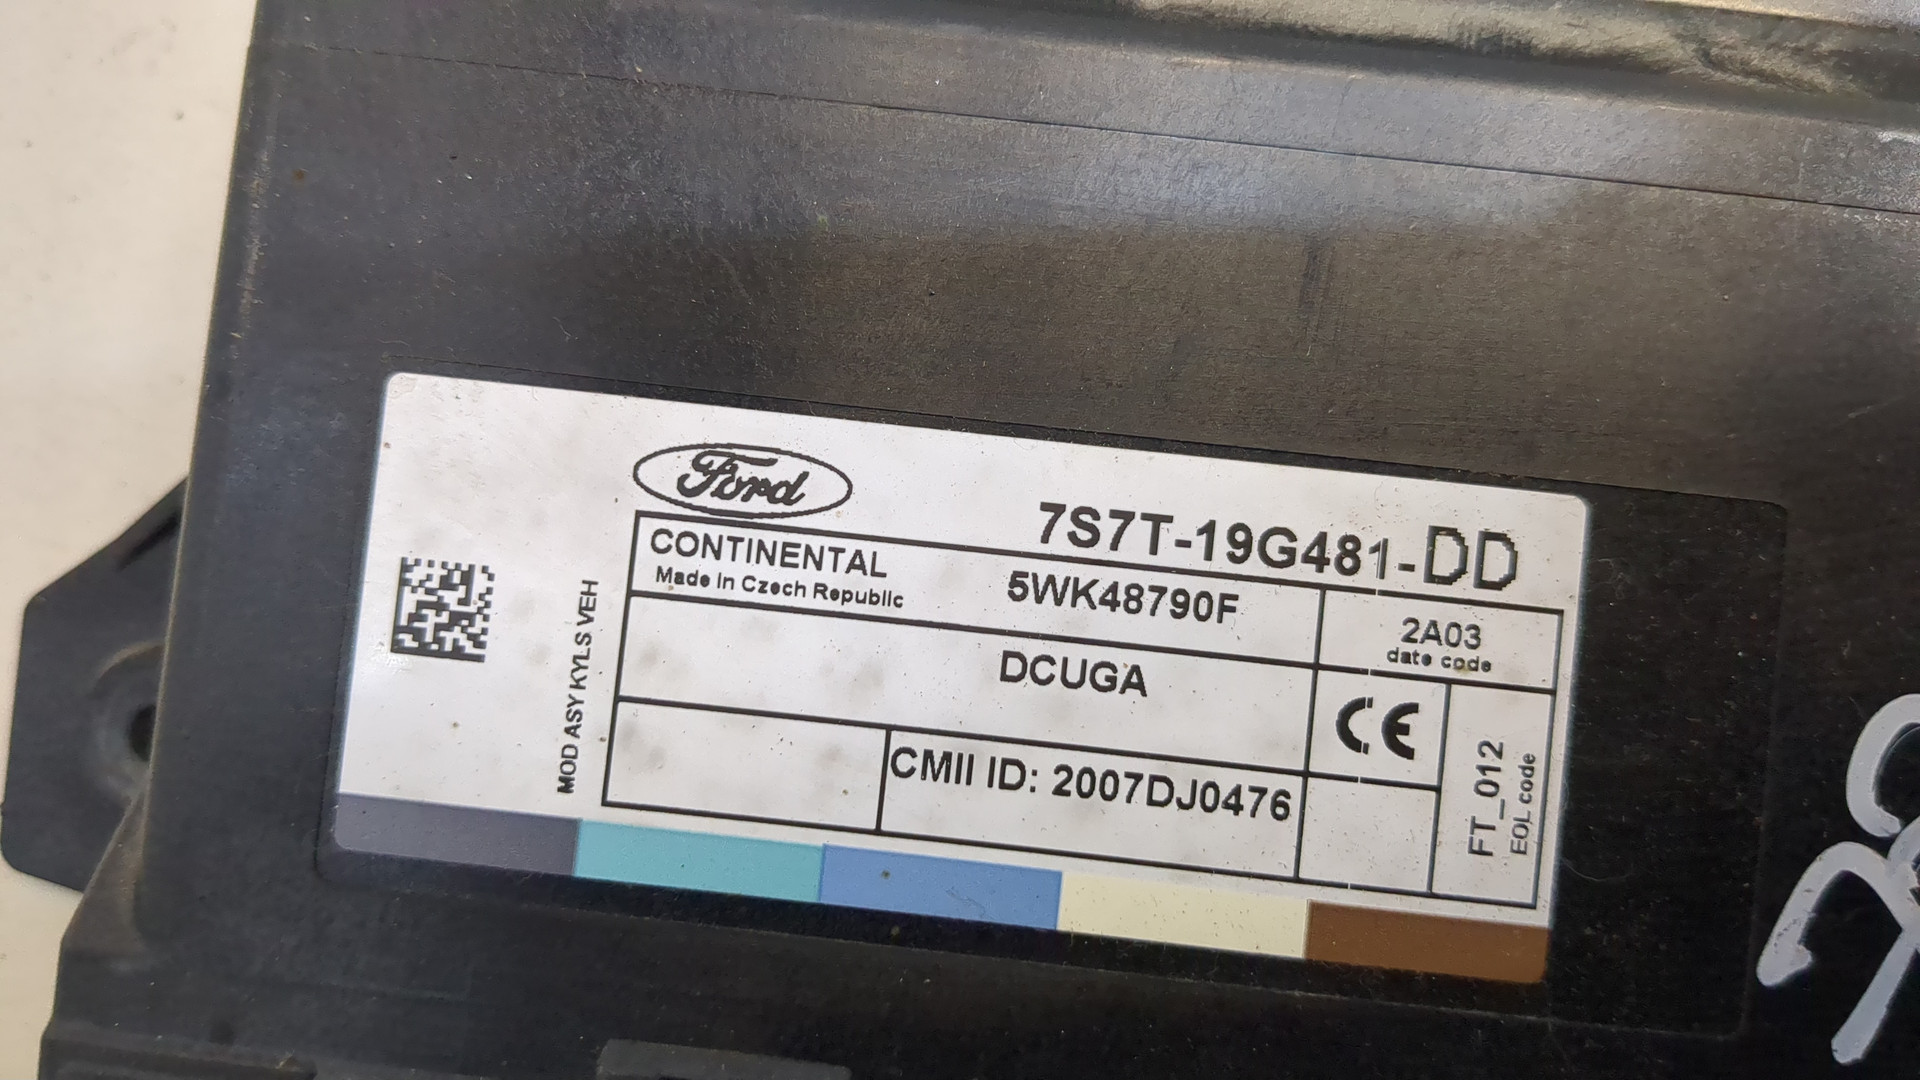 Ford
7S7T-19G481-DD
CONTINENTAL
Made in Czech Republic
5WK48790F
2A03
date code
DCUGA
CMII ID: 2007DJ0476
CE
FT_012
EOL code
MOD ASY KYLS VEH